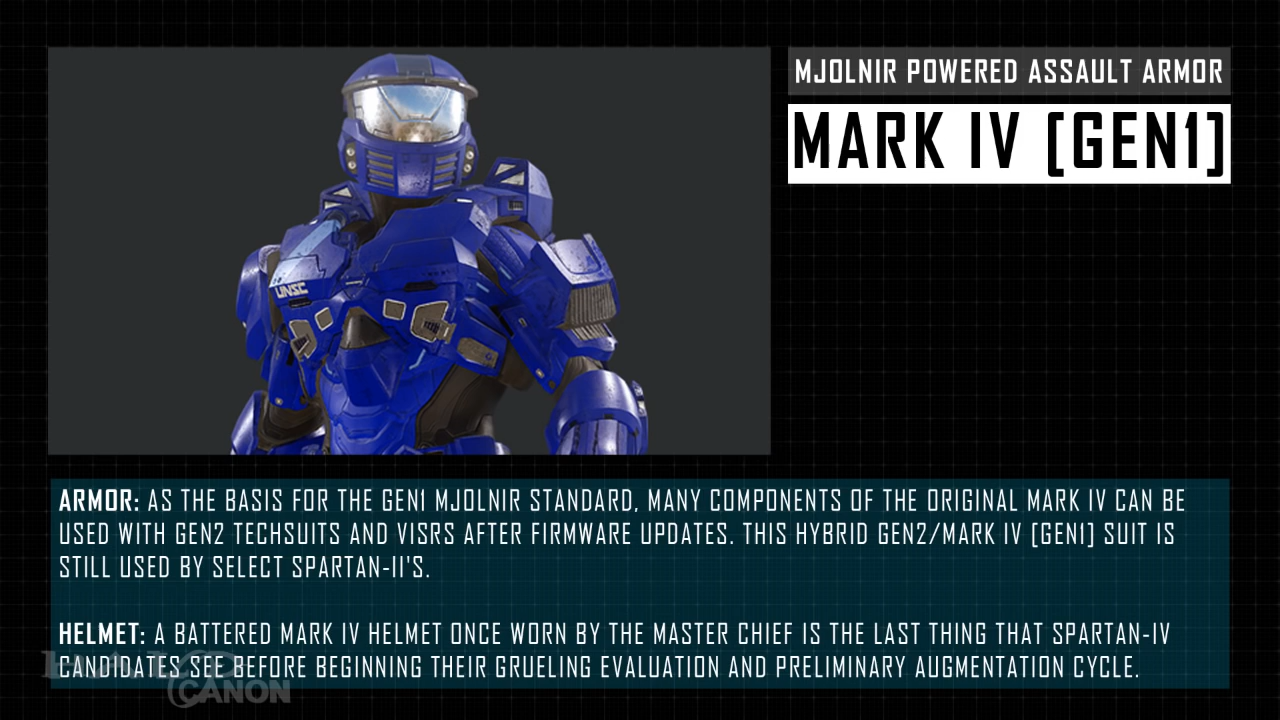 MJOLNIR POWERED ASSAULT ARMOR
MARK IV [GEN1]
UNSC
ARMOR: AS THE BASIS FOR THE GEN1 MJOLNIR STANDARD, MANY COMPONENTS OF THE ORIGINAL MARK IV CAN BE
USED WITH GEN2 TECHSUITS AND VISRS AFTER FIRMWARE UPDATES. THIS HYBRID GEN2/MARK IV [GEN1] SUIT IS
STILL USED BY SELECT SPARTAN-II'S.
HELMET: A BATTERED MARK IV HELMET ONCE WORN BY THE MASTER CHIEF IS THE LAST THING THAT SPARTAN-IV
CANDIDATES SEE BEFORE BEGINNING THEIR GRUELING EVALUATION AND PRELIMINARY AUGMENTATION CYCLE.
HALO
CANON